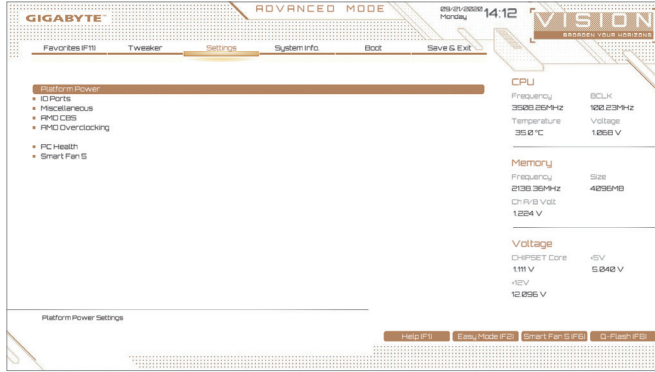 GIGABYTE™
ADVANCED MODE
09/21/2020
Monday
14:12
VISION
BROADEN YOUR HORIZONS
Favorites (F11)
Tweaker
Settings
System Info.
Boot
Save & Exit
Platform Power
IO Ports
Miscellaneous
AMD CBS
AMD Overclocking
PC Health
Smart Fan 5
CPU
Frequency BCLK
3508.26MHz 100.23MHz
Temperature Voltage
35.0 °C 1.068 V
Memory
Frequency Size
2138.36MHz 4096MB
Ch A/B Volt
1.224 V
Voltage
CHIPSET Core +5V
1.111 V 5.040 V
+12V
12.096 V
Platform Power Settings
Help (F1) Easy Mode (F2) Smart Fan 5 (F6) Q-Flash (F8)